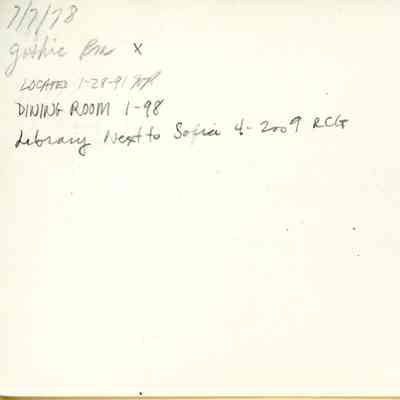 7/7/78
Gothic Rm X
LOCATED 1-28-91
DINING ROOM 1-98
Library Next to Sofia 4-2009 RCG